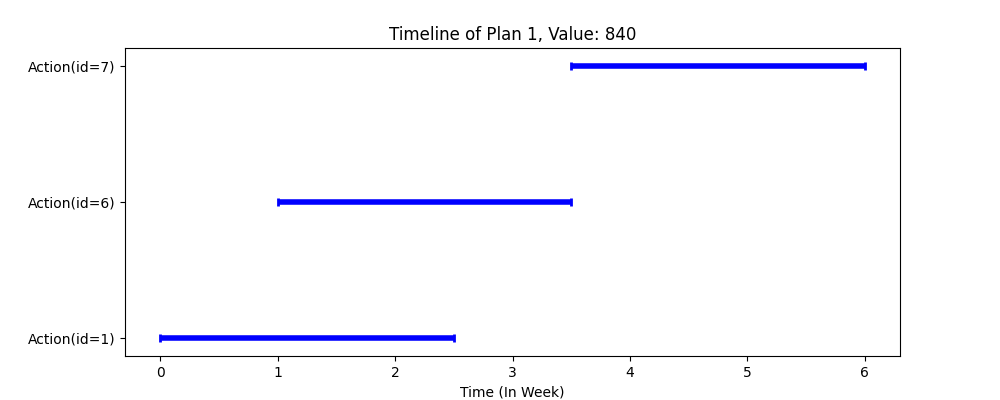 Timeline of Plan 1, Value: 840
Action(id=7)
Action(id=6)
Action(id=1)
0 1 2 3 4 5 6
Time (In Week)